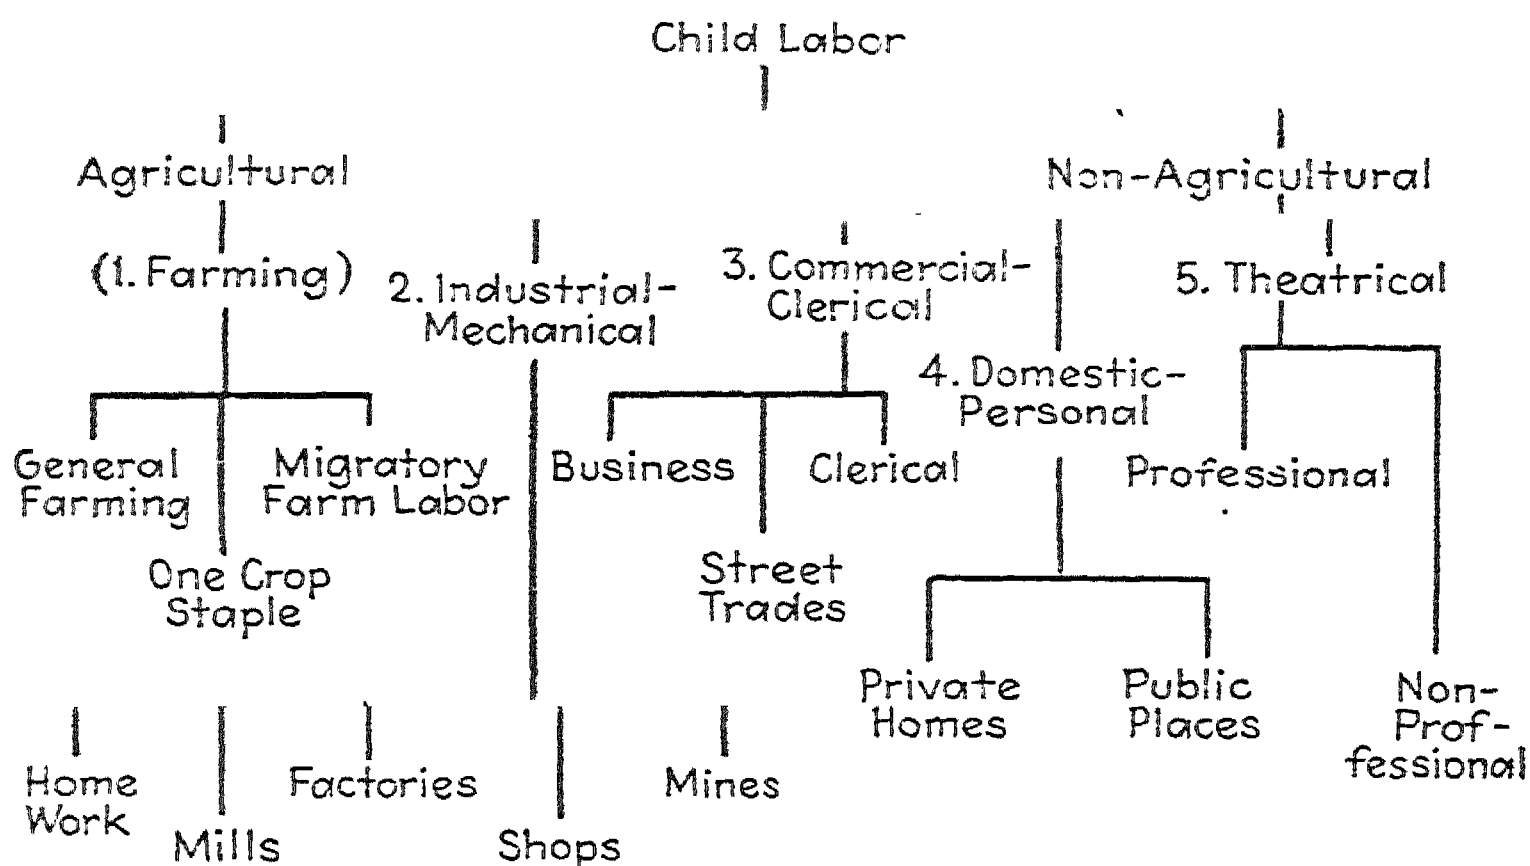 Child Labor
Agricultural
Non-Agricultural
(1. Farming)
2. Industrial-
Mechanical
3. Commercial-
Clerical
4. Domestic-
Personal
5. Theatrical
General
Farming
One Crop
Staple
Migratory
Farm Labor
Business
Street
Trades
Clerical
Professional
Private
Homes
Public
Places
Non-
Prof-
fessional
Home
Work
Mills
Factories
Shops
Mines